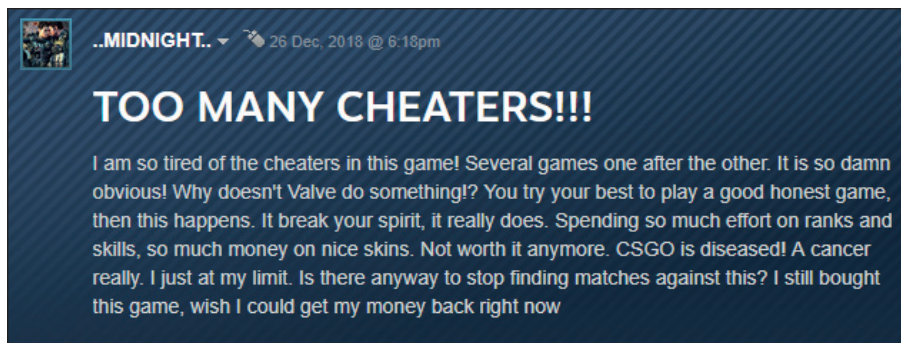 ..MIDNIGHT.. 26 Dec, 2018 @ 6:18pm
TOO MANY CHEATERS!!!
I am so tired of the cheaters in this game! Several games one after the other. It is so damn
obvious! Why doesn't Valve do something!? You try your best to play a good honest game,
then this happens. It break your spirit, it really does. Spending so much effort on ranks and
skills, so much money on nice skins. Not worth it anymore. CSGO is diseased! A cancer
really. I just at my limit. Is there anyway to stop finding matches against this? I still bought
this game, wish I could get my money back right now